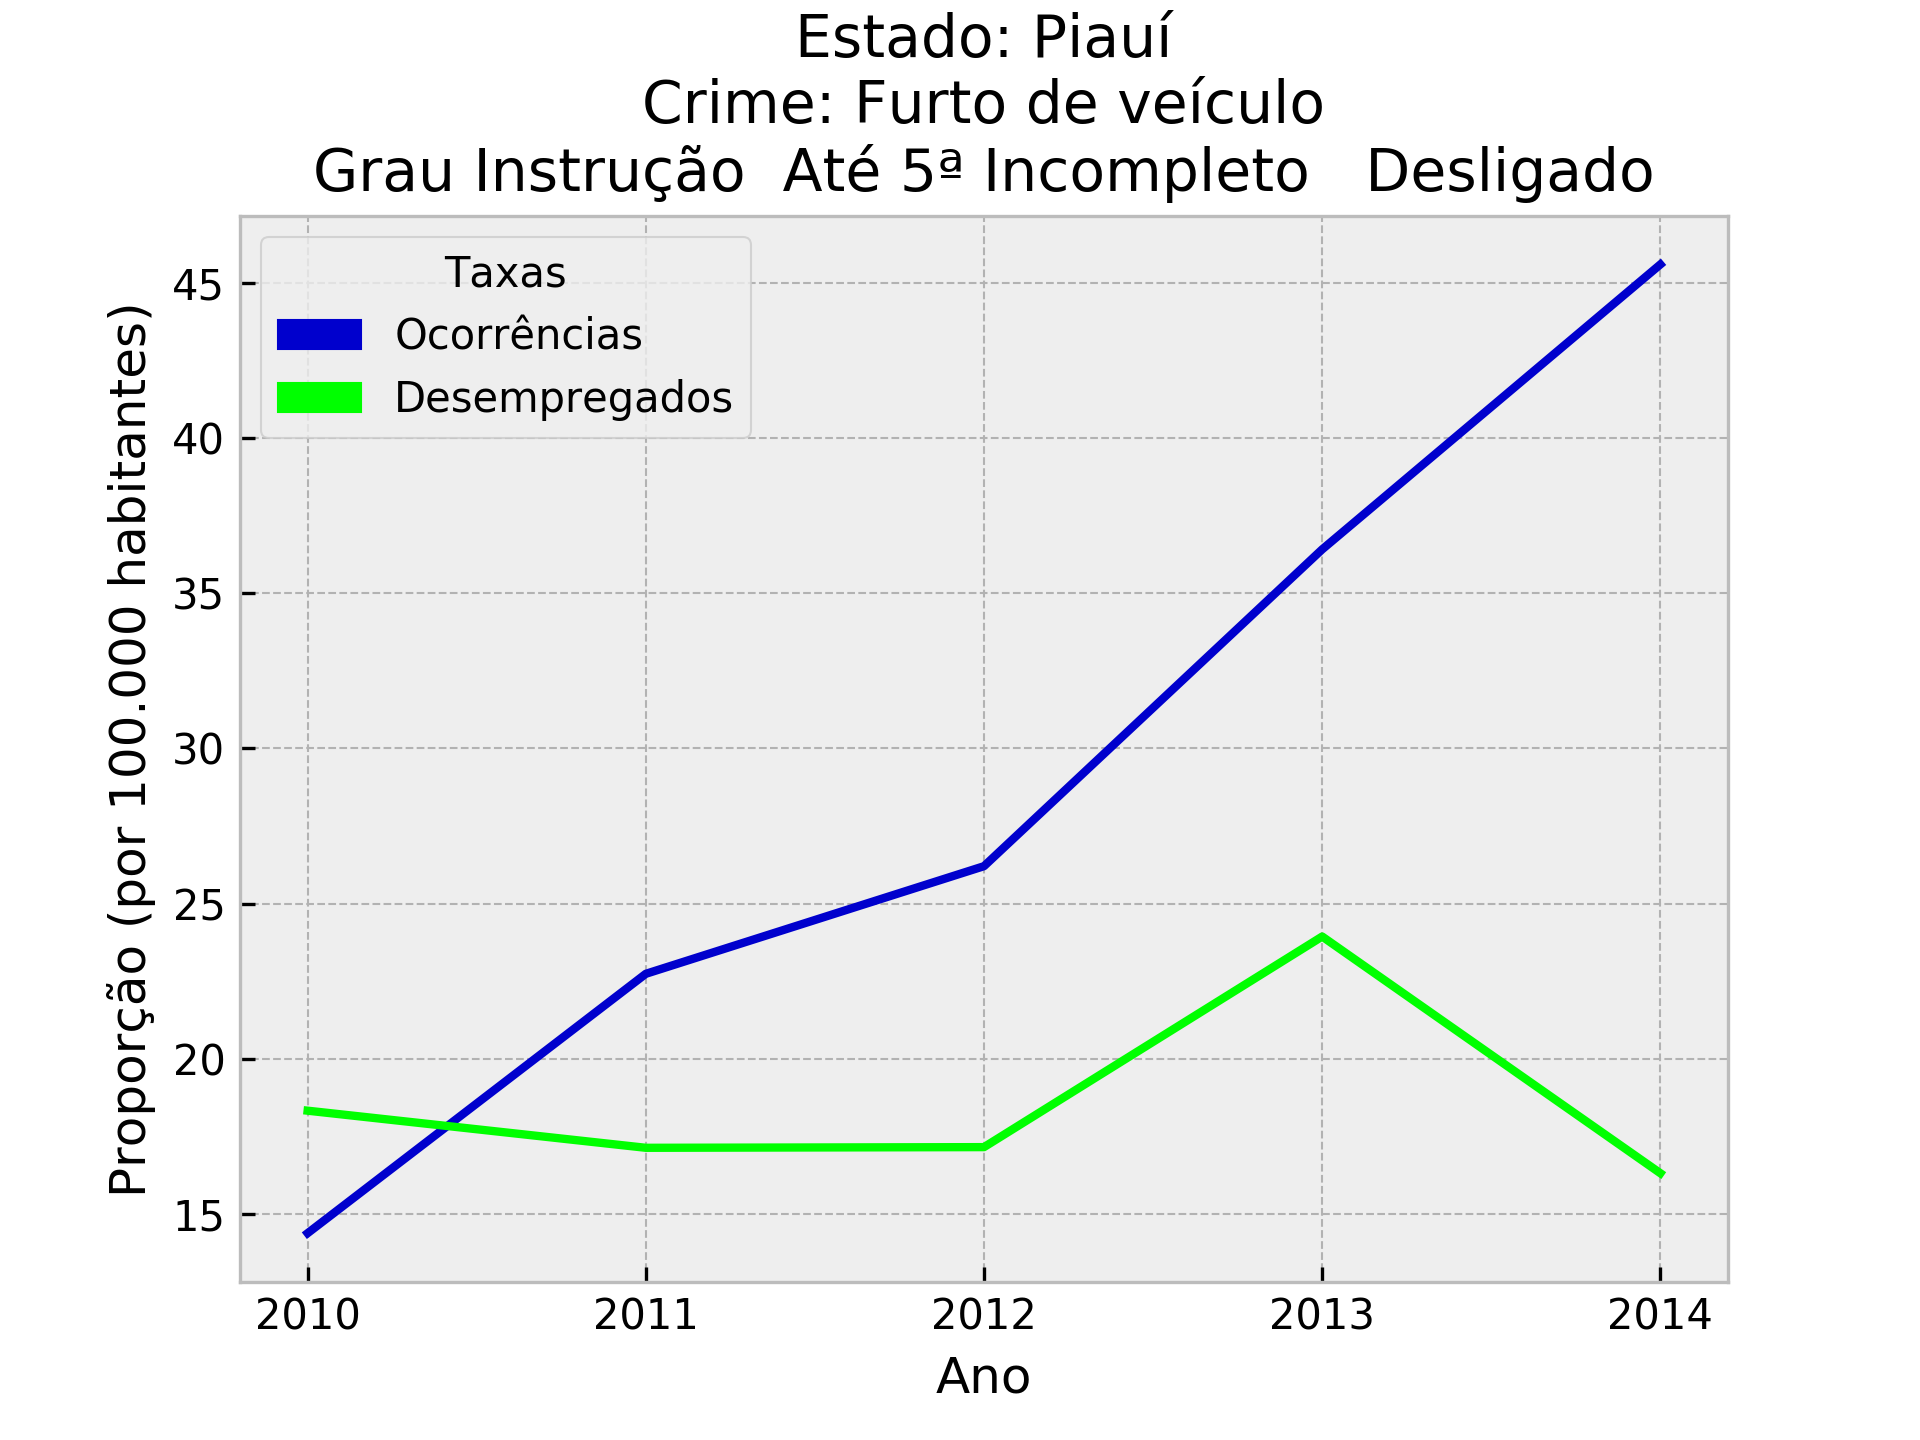 Estado: Piauí
Crime: Furto de veículo
Grau Instrução  Até 5ª Incompleto   Desligado
Taxas
Ocorrências
Desempregados
Proporção (por 100.000 habitantes)
45
40
35
30
25
20
15
2010 2011 2012 2013 2014
Ano